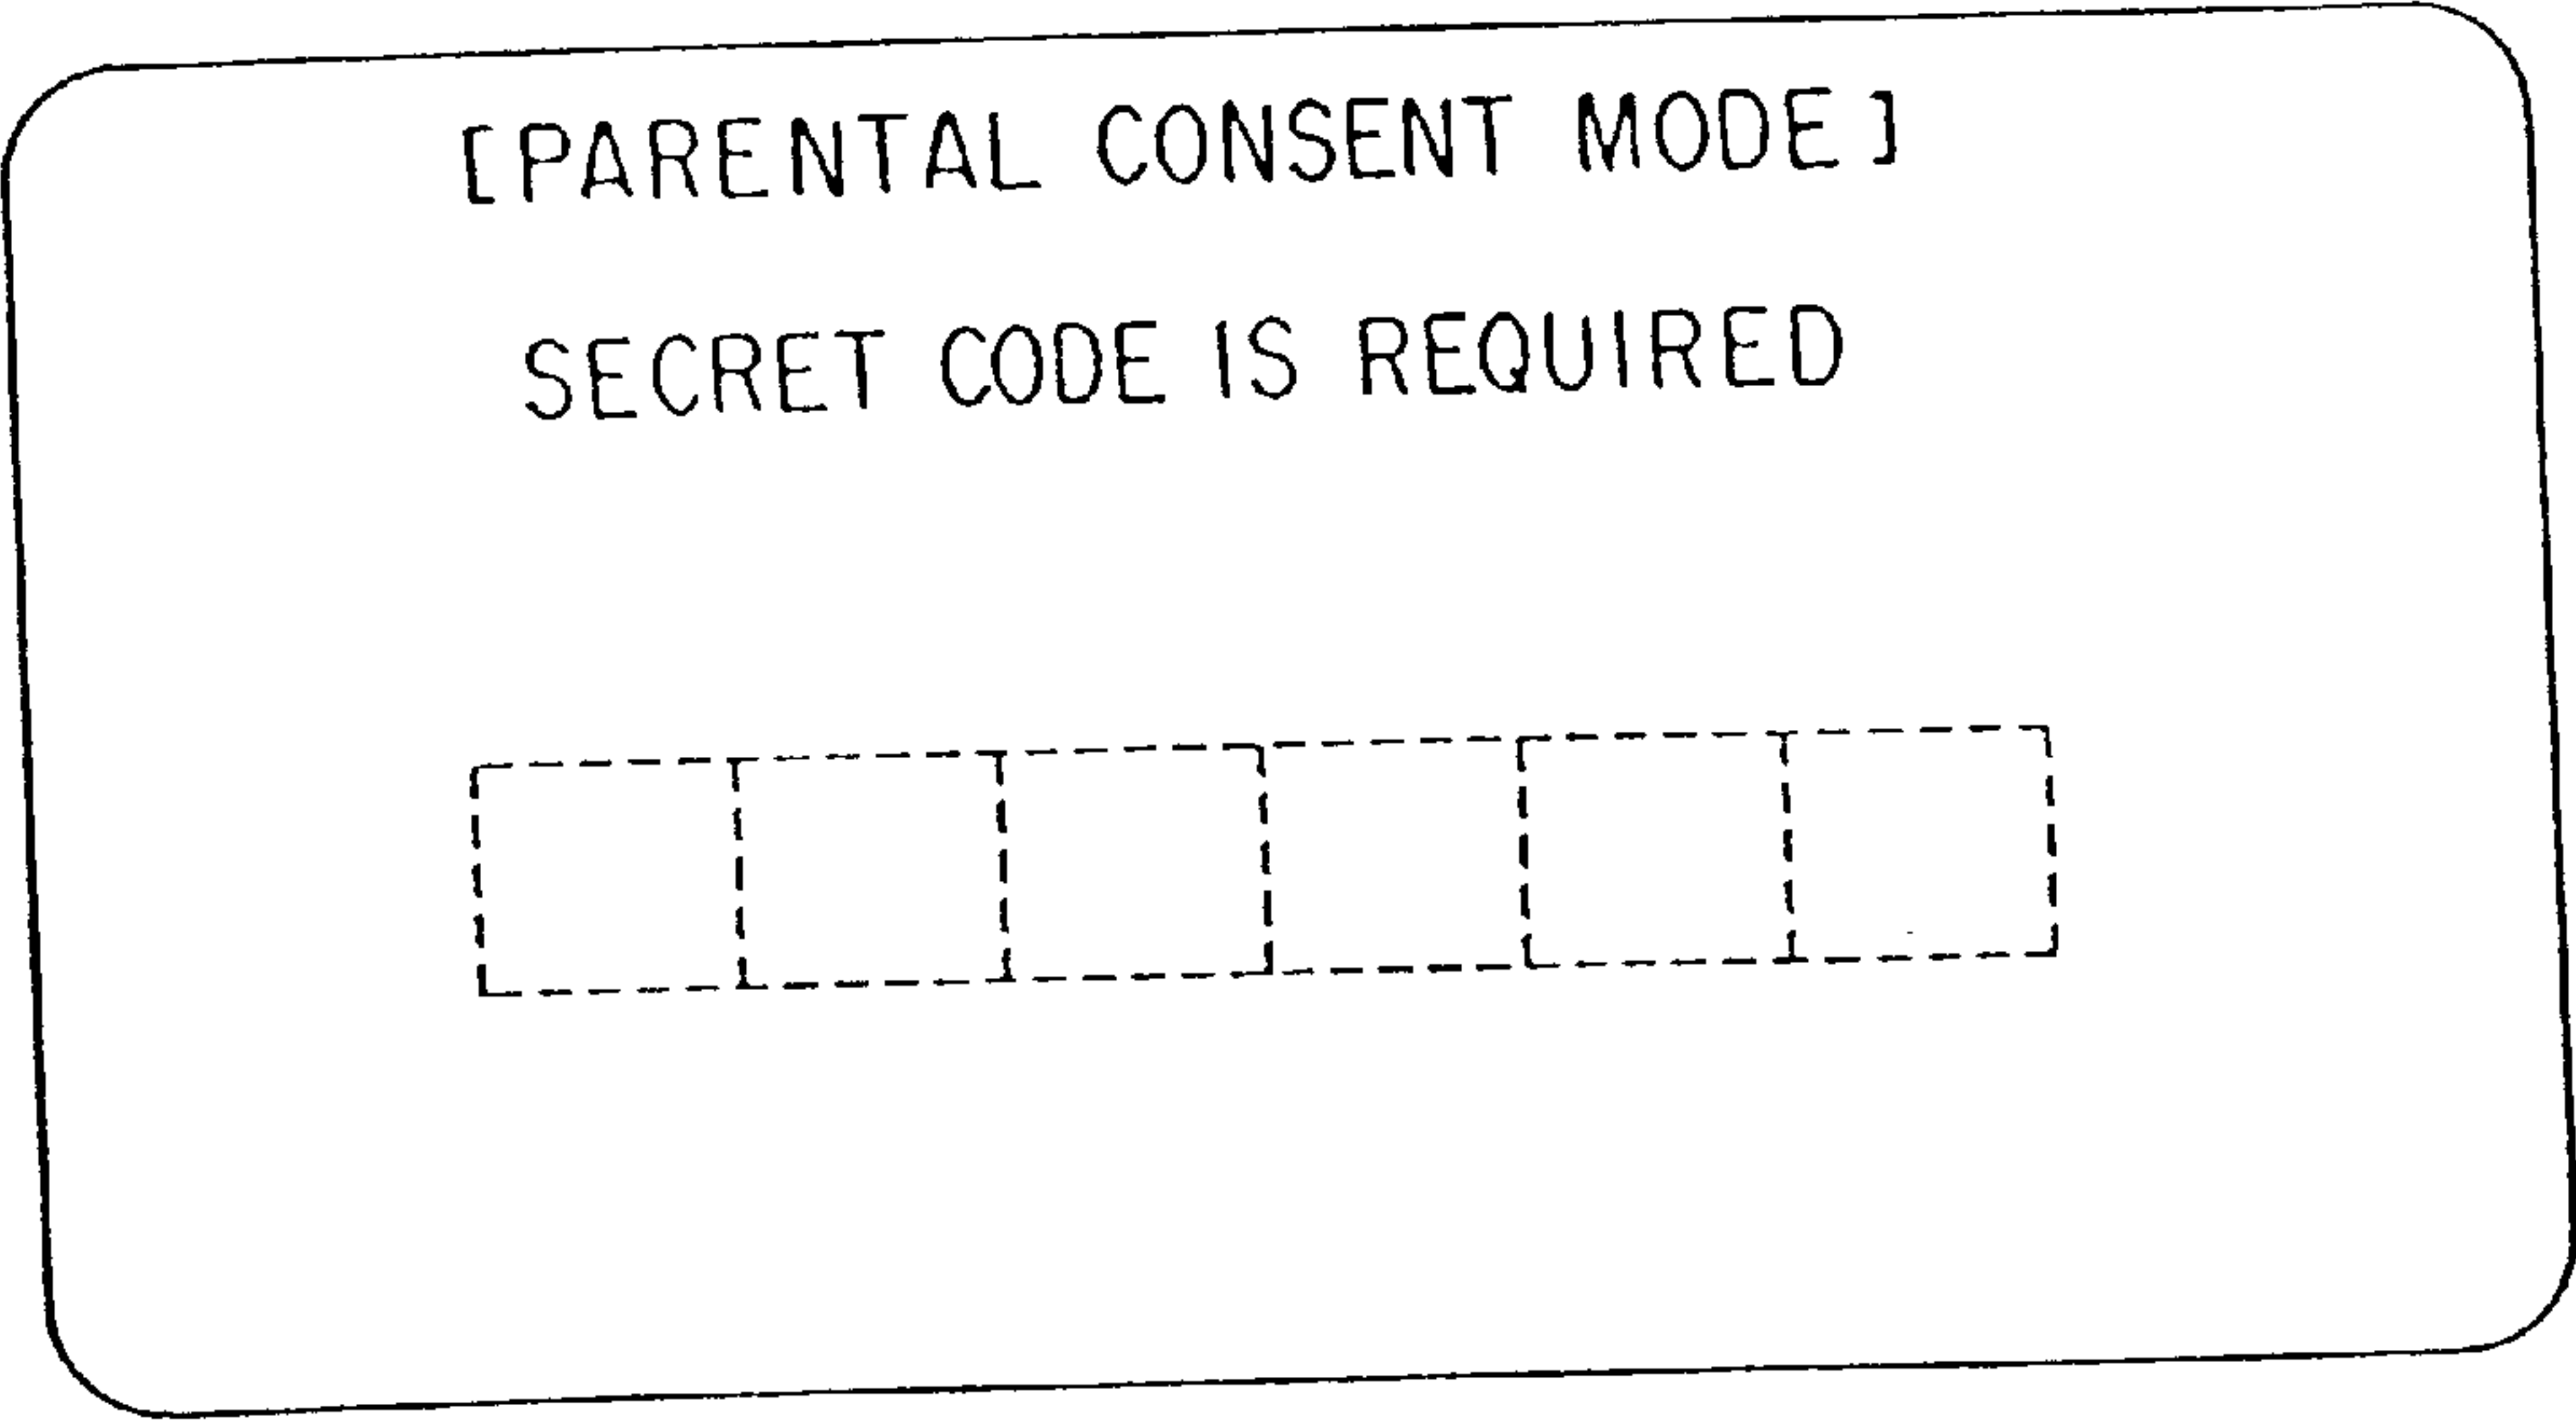 [PARENTAL CONSENT MODE]
SECRET CODE IS REQUIRED